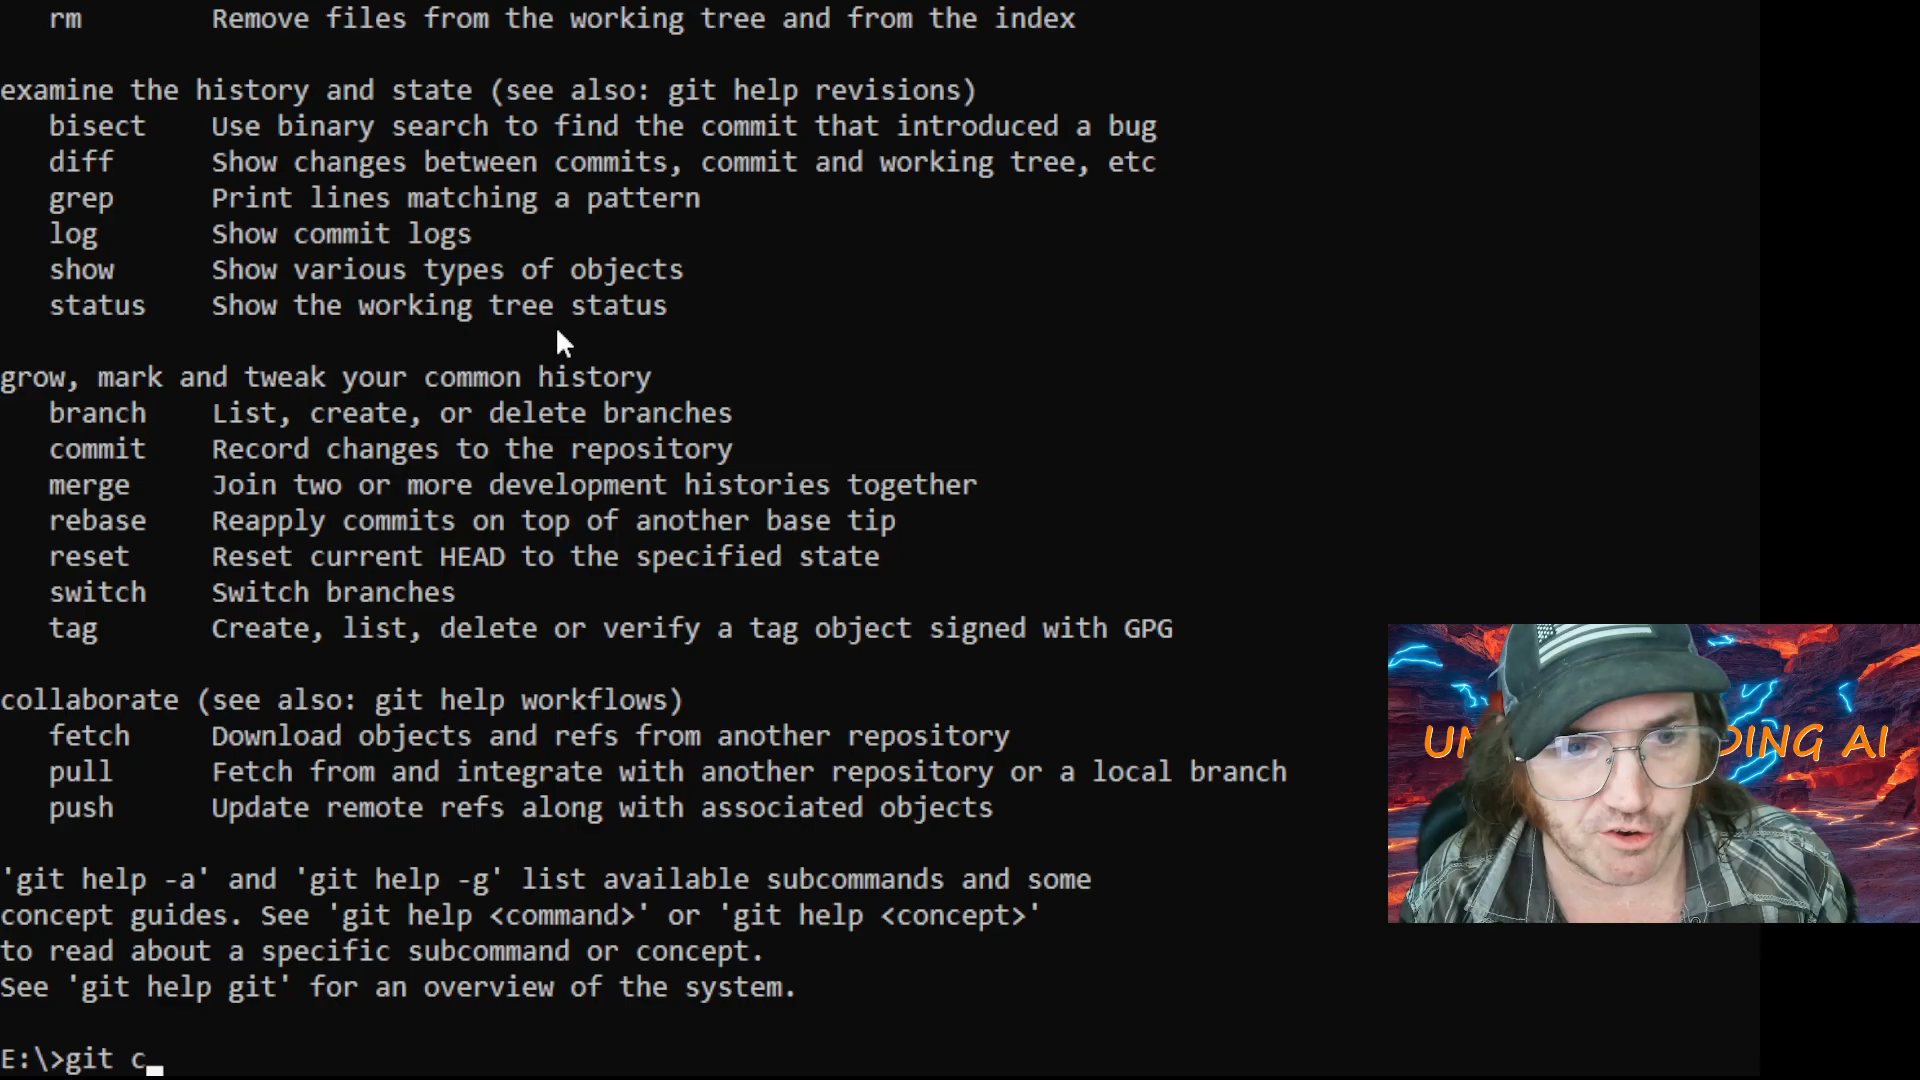 rm Remove files from the working tree and from the index
examine the history and state (see also: git help revisions)
bisect Use binary search to find the commit that introduced a bug
diff Show changes between commits, commit and working tree, etc
grep Print lines matching a pattern
log Show commit logs
show Show various types of objects
status Show the working tree status
grow, mark and tweak your common history
branch List, create, or delete branches
commit Record changes to the repository
merge Join two or more development histories together
rebase Reapply commits on top of another base tip
reset Reset current HEAD to the specified state
switch Switch branches
tag Create, list, delete or verify a tag object signed with GPG
collaborate (see also: git help workflows)
fetch Download objects and refs from another repository
pull Fetch from and integrate with another repository or a local branch
push Update remote refs along with associated objects
'git help -a' and 'git help -g' list available subcommands and some
concept guides. See 'git help <command>' or 'git help <concept>'
to read about a specific subcommand or concept.
See 'git help git' for an overview of the system.
E:\>git c
AI